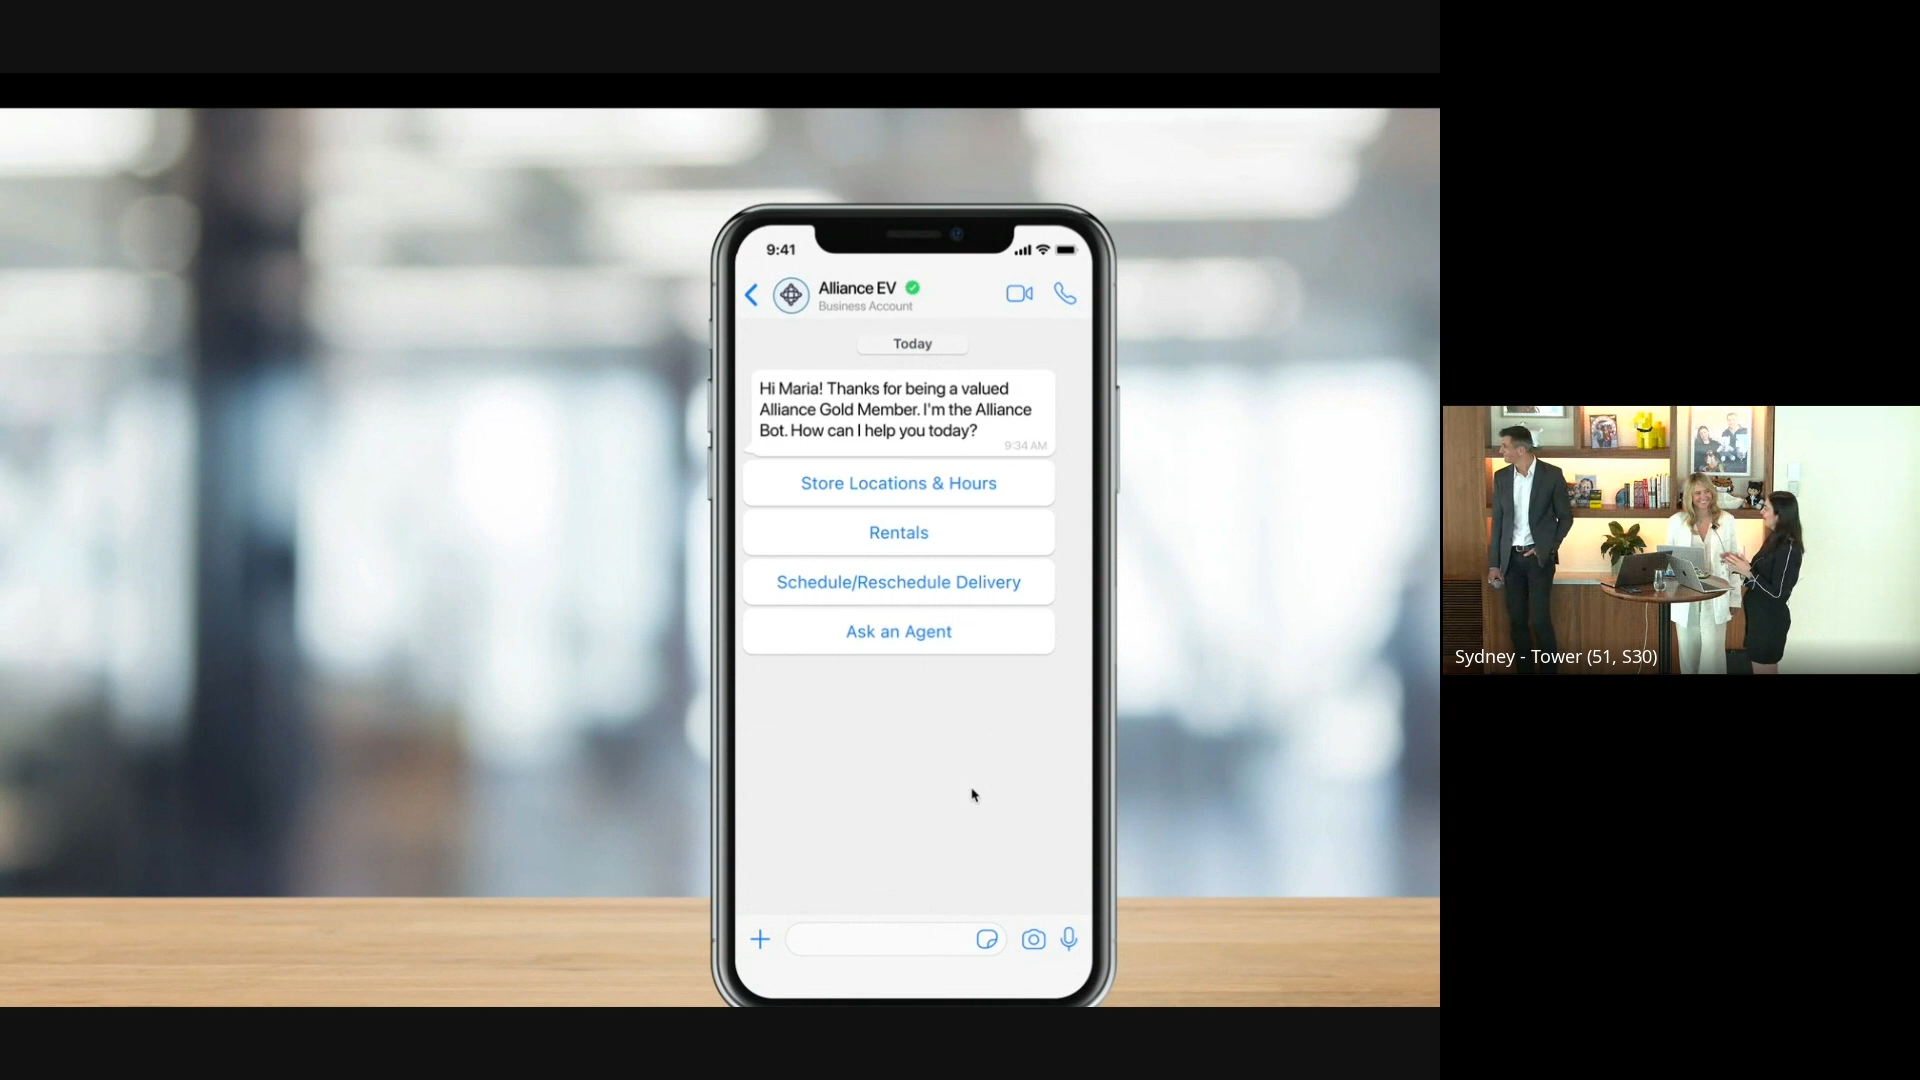 9:41
Alliance EV
Business Account
Today
Hi Maria! Thanks for being a valued
Alliance Gold Member. I'm the Alliance
Bot. How can I help you today?
9:34 AM
Store Locations & Hours
Rentals
Schedule/Reschedule Delivery
Ask an Agent
Sydney - Tower (51, S30)